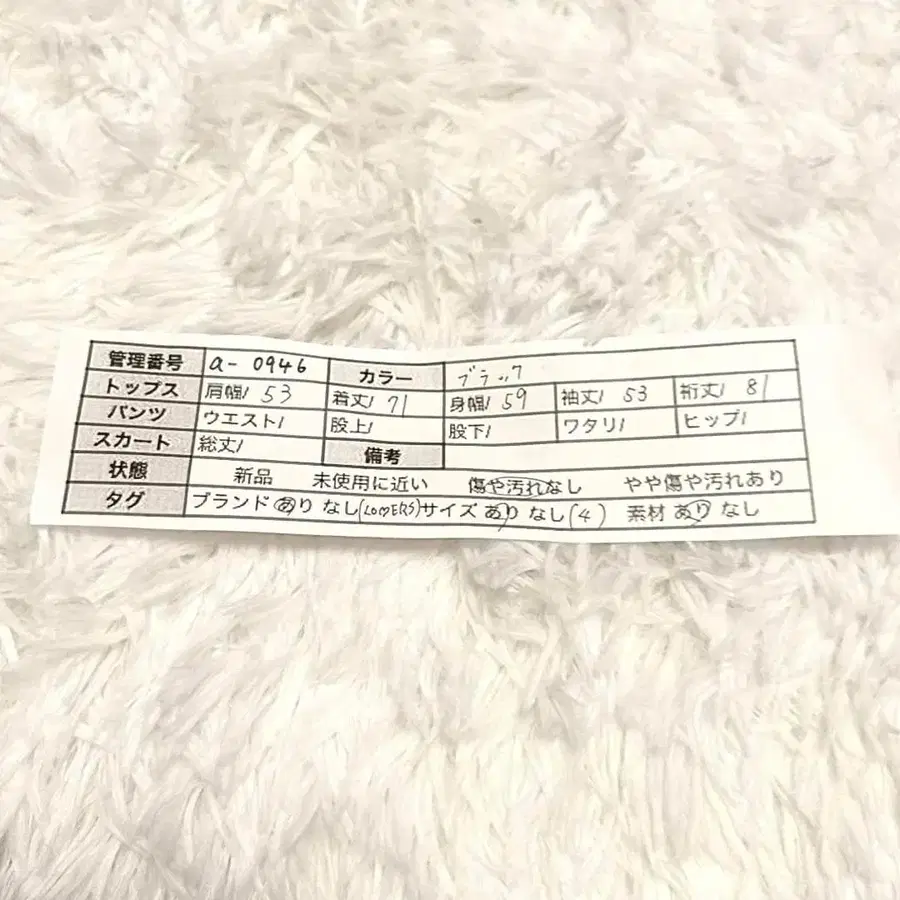 管理番号 a-0946 カラー ブラック
トップス 肩幅/ 53 着丈/ 71 身幅/ 59 袖丈/ 53 裄丈/ 81
パンツ ウエスト/ 股上/ 股下/ ワタリ/ ヒップ/
スカート 総丈/ 備考
状態 新品 未使用に近い 傷や汚れなし やや傷や汚れあり
タグ ブランド あり なし( ) サイズ あり なし(4) 素材 あり なし